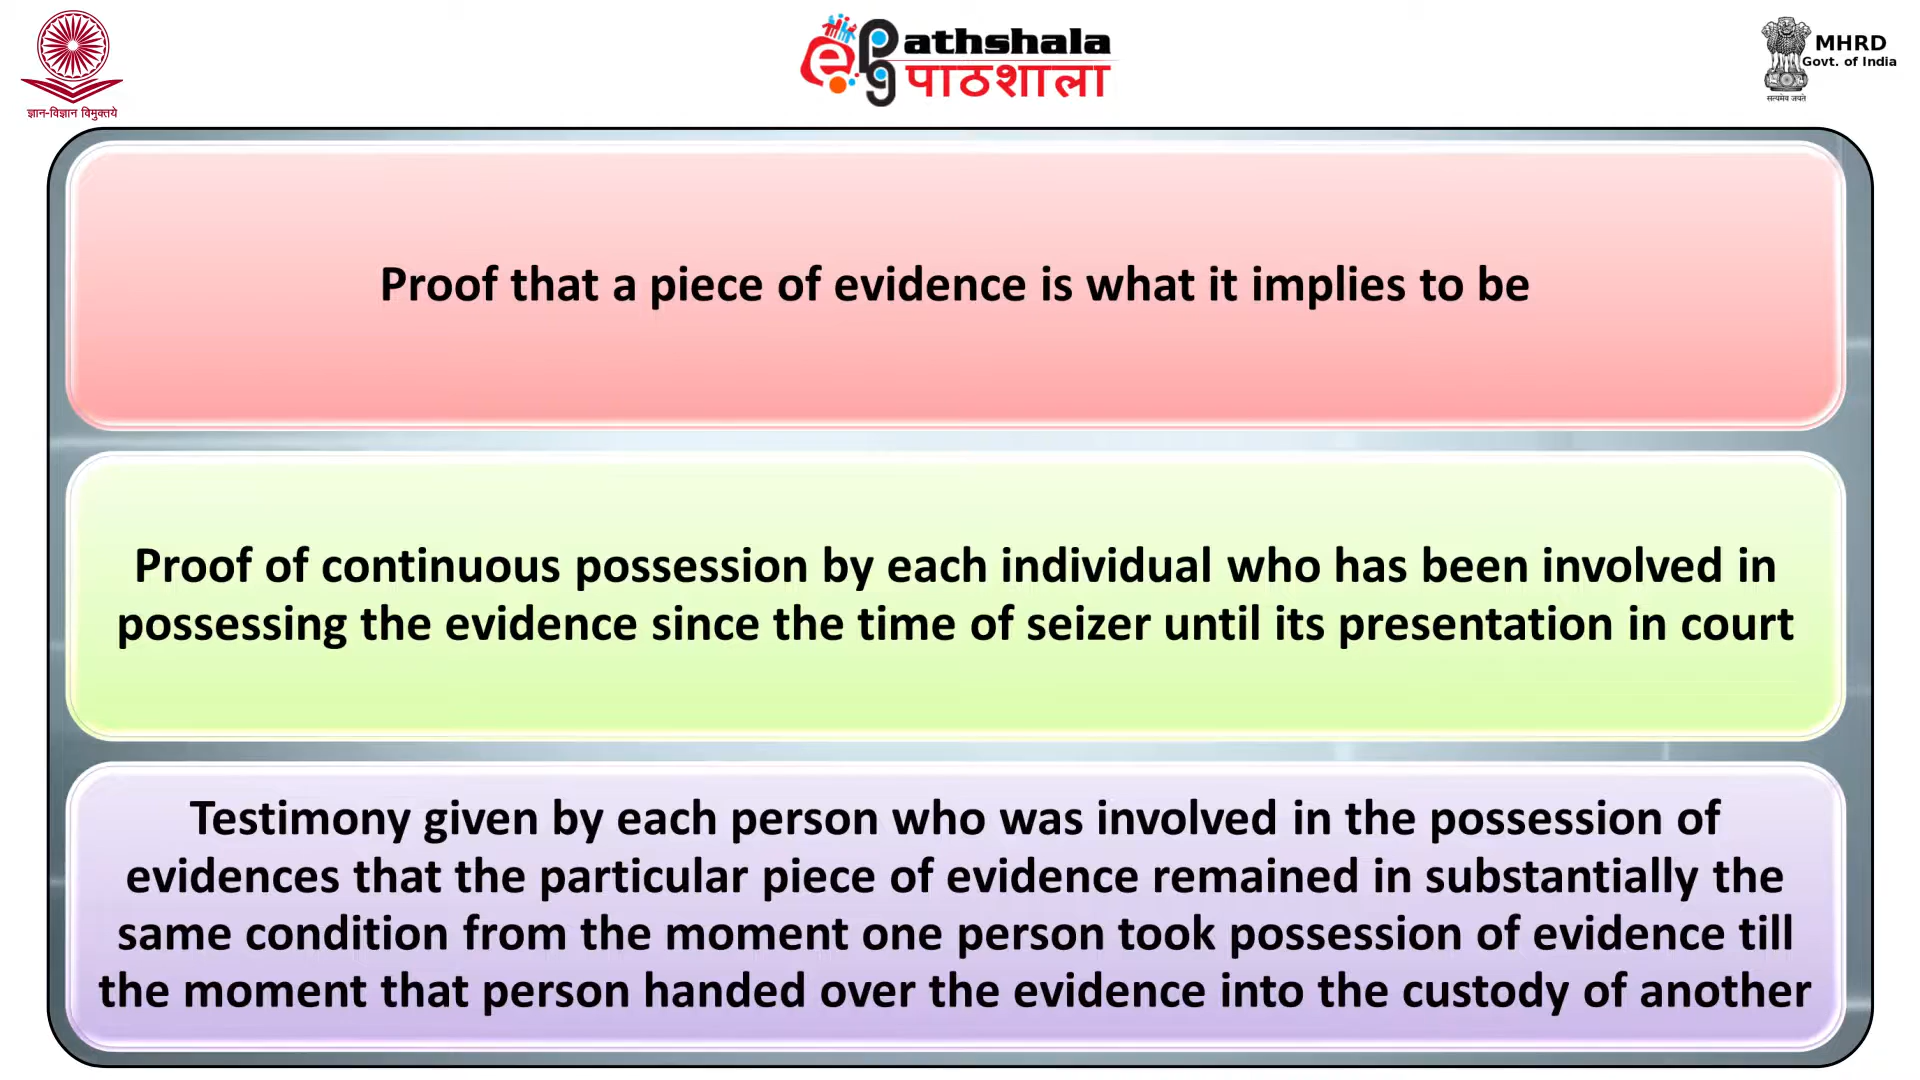 ज्ञान-विज्ञान विमुक्तये
ePg Pathshala
पाठशाला
MHRD
Govt. of India
सत्यमेव जयते
Proof that a piece of evidence is what it implies to be
Proof of continuous possession by each individual who has been involved in
possessing the evidence since the time of seizer until its presentation in court
Testimony given by each person who was involved in the possession of
evidences that the particular piece of evidence remained in substantially the
same condition from the moment one person took possession of evidence till
the moment that person handed over the evidence into the custody of another